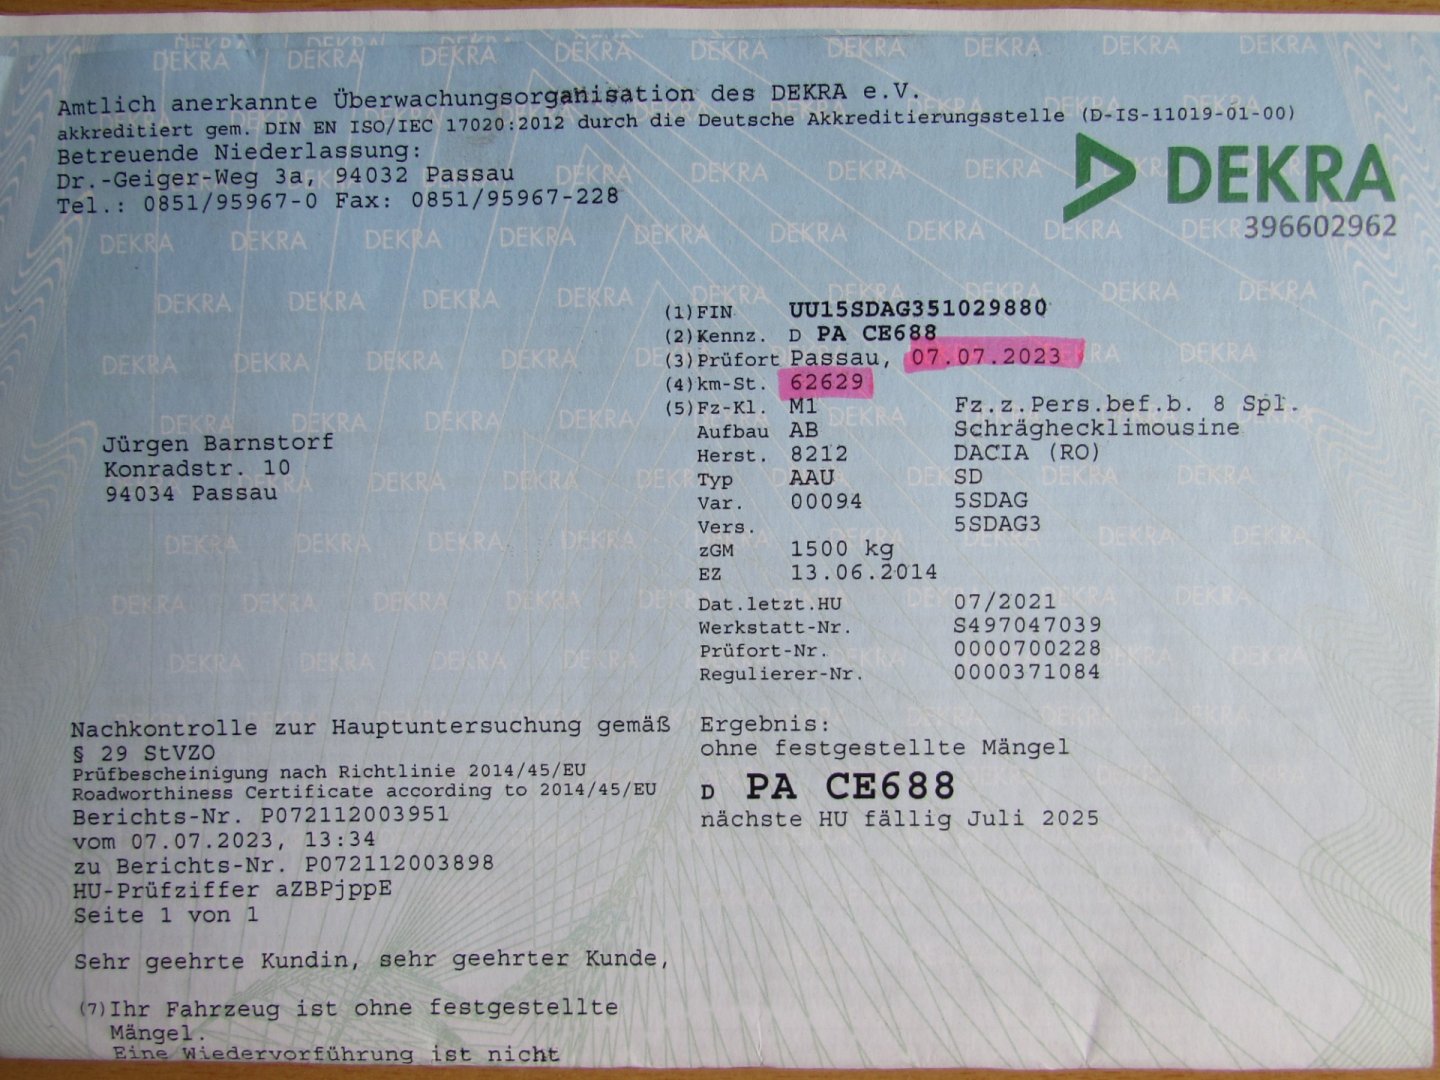 Amtlich anerkannte Überwachungsorganisation des DEKRA e.V.
akkreditiert gem. DIN EN ISO/IEC 17020:2012 durch die Deutsche Akkreditierungsstelle (D-IS-11019-01-00)
Betreuende Niederlassung:
Dr.-Geiger-Weg 3a, 94032 Passau
Tel.: 0851/95967-0 Fax: 0851/95967-228
DEKRA
396602962
(1) FIN UU15SDAG351029880
(2) Kennz. D PA CE688
(3) Prüfort Passau, 07.07.2023
(4) km-St. 62629
(5) Fz-Kl. M1 Fz.z.Pers.bef.b. 8 Spl.
Aufbau AB Schräghecklimousine
Herst. 8212 DACIA (RO)
Typ AAU SD
Var. 00094 5SDAG
Vers. 5SDAG3
zGM 1500 kg
EZ 13.06.2014
Dat.letzt.HU 07/2021
Werkstatt-Nr. S497047039
Prüfort-Nr. 0000700228
Regulierer-Nr. 0000371084
Jürgen Barnstorf
Konradstr. 10
94034 Passau
Nachkontrolle zur Hauptuntersuchung gemäß
§ 29 StVZO
Prüfbescheinigung nach Richtlinie 2014/45/EU
Roadworthiness Certificate according to 2014/45/EU
Berichts-Nr. P072112003951
vom 07.07.2023, 13:34
zu Berichts-Nr. P072112003898
HU-Prüfziffer aZBPjppE
Seite 1 von 1
Ergebnis:
ohne festgestellte Mängel
D PA CE688
nächste HU fällig Juli 2025
Sehr geehrte Kundin, sehr geehrter Kunde,
(7) Ihr Fahrzeug ist ohne festgestellte
Mängel.
Eine Wiedervorführung ist nicht